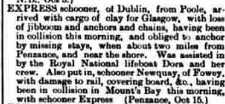 EXPRESS schooner, of Dublin, from Poole, ar-
rived with cargo of clay for Glasgow, with loss
of jibboom and anchors and chains, having been
in collision this morning, and obliged to anchor
by missing stays, when about two miles from
Penzance, and near the shore. Was assisted in
by the Royal National lifeboat Dora and her
crew. Also put in, schooner Newquay, of Fowey,
with damage to rail, covering board, &c., having
been in collision in Mount's Bay this morning,
with schooner Express (Penzance, Oct 15.)